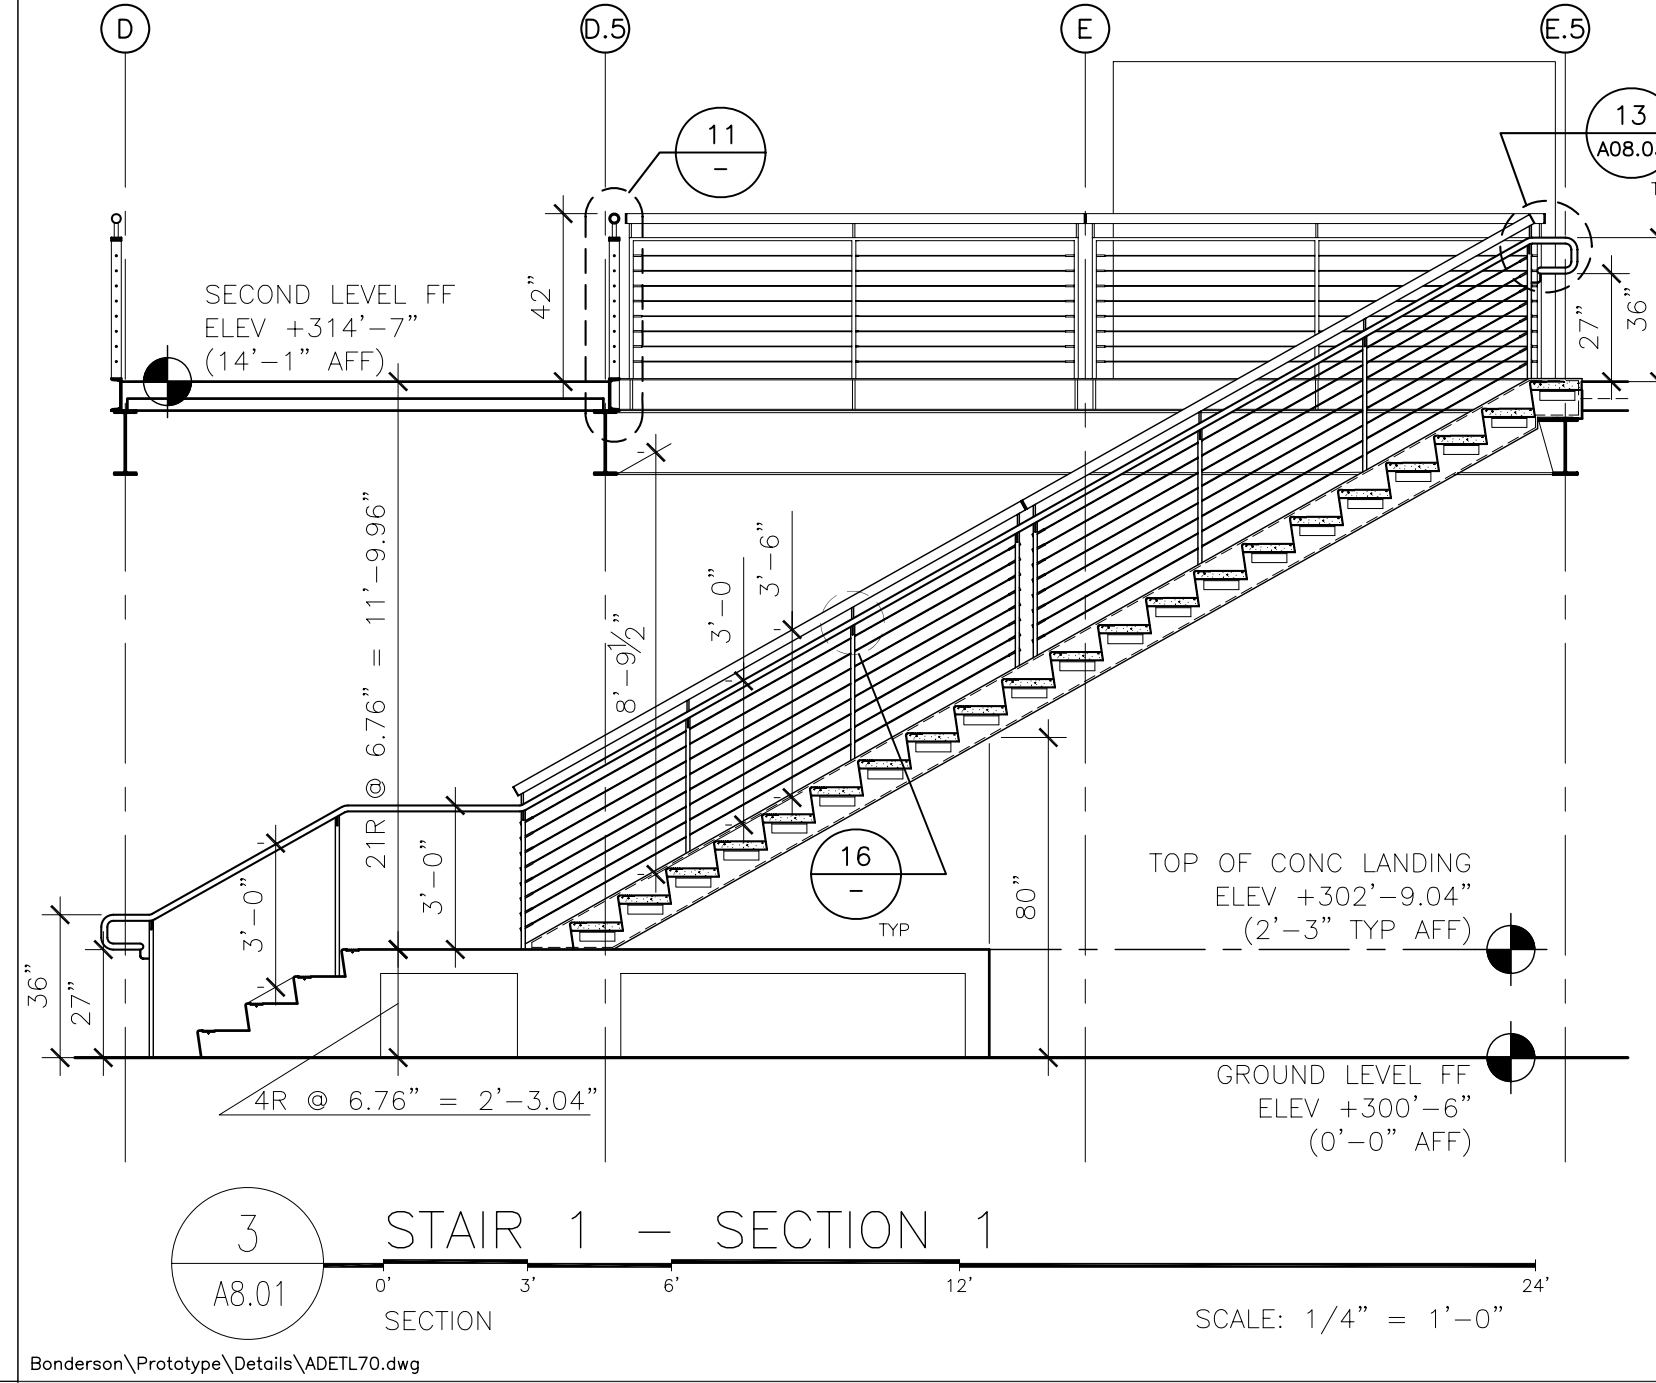 D
D.5
E
E.5
11
–
13
A08.0
SECOND LEVEL FF
ELEV +314'–7"
(14'–1" AFF)
42"
27"
36"
21R @ 6.76" = 11'–9.96"
8'–9½"
3'–0"
3'–6"
16
–
TYP
80"
TOP OF CONC LANDING
ELEV +302'–9.04"
(2'–3" TYP AFF)
3'–0"
3'–0"
36"
27"
4R @ 6.76" = 2'–3.04"
GROUND LEVEL FF
ELEV +300'–6"
(0'–0" AFF)
3
A8.01
STAIR 1 – SECTION 1
0' 3' 6' 12' 24'
SECTION
SCALE: 1/4" = 1'–0"
Bonderson\Prototype\Details\ADETL70.dwg